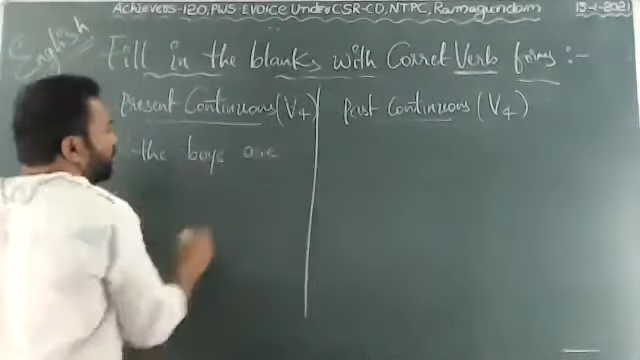 Achievers-120, PWS EVOICE Under CSR-CD, NTPC, Ramagundam 15-1-2021
English
Fill in the blanks with Corret Verb forms :-
Present Continuous (V4) Past Continuous (V4)
the boys are